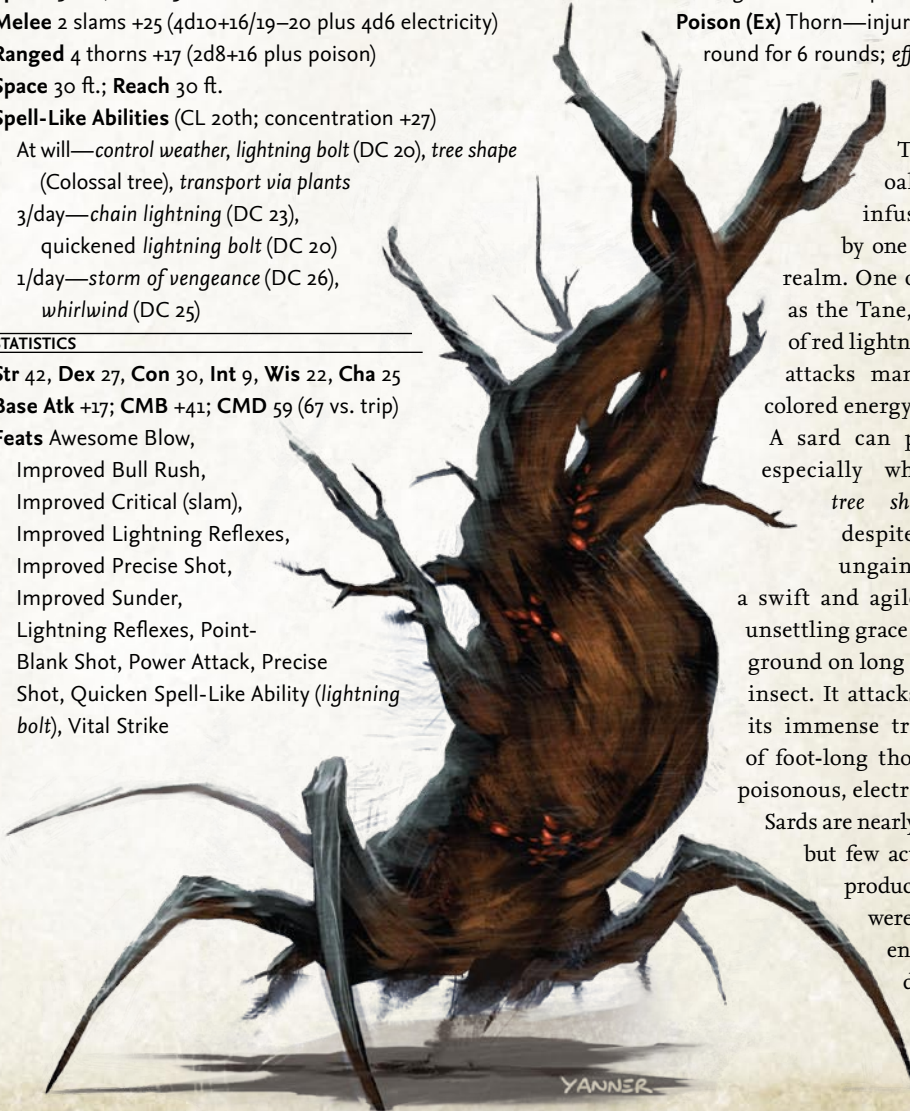 Melee 2 slams +25 (4d10+16/19–20 plus 4d6 electricity)
Ranged 4 thorns +17 (2d8+16 plus poison)
Space 30 ft.; Reach 30 ft.
Spell-Like Abilities (CL 20th; concentration +27)
At will—control weather, lightning bolt (DC 20), tree shape
(Colossal tree), transport via plants
3/day—chain lightning (DC 23),
quickened lightning bolt (DC 20)
1/day—storm of vengeance (DC 26),
whirlwind (DC 25)
STATISTICS
Str 42, Dex 27, Con 30, Int 9, Wis 22, Cha 25
Base Atk +17; CMB +41; CMD 59 (67 vs. trip)
Feats Awesome Blow,
Improved Bull Rush,
Improved Critical (slam),
Improved Lightning Reflexes,
Improved Precise Shot,
Improved Sunder,
Lightning Reflexes, Point-
Blank Shot, Power Attack, Precise
Shot, Quicken Spell-Like Ability (lightning
bolt), Vital Strike
Poison (Ex) Thorn—injur
round for 6 rounds; ef
T
oal
infus
by one
realm. One o
as the Tane,
of red lightn
attacks mar
colored energy
A sard can p
especially wh
tree sh
despite
ungain
a swift and agile
unsettling grace
ground on long
insect. It attacks
its immense tr
of foot-long tho
poisonous, electr
Sards are nearly
but few act
produc
were
en
d
YANNER